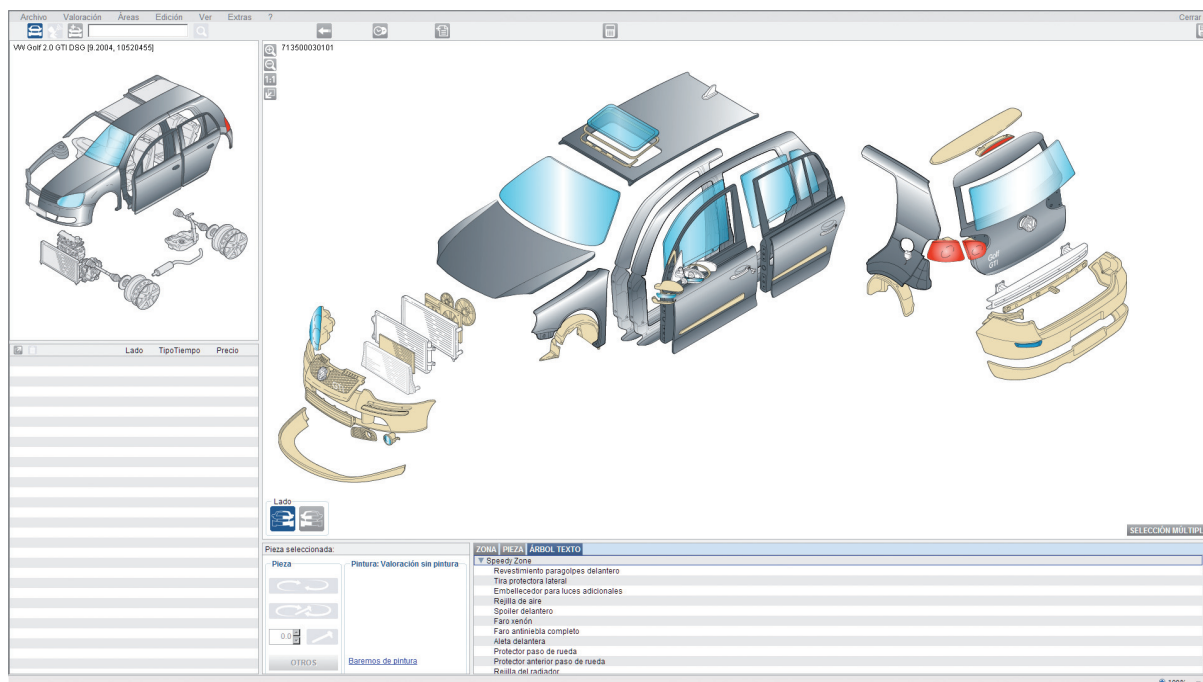 Archivo Valoración Áreas Edición Ver Extras ? Cerrar
VW Golf 2.0 GTI DSG [9.2004, 10520455]
713500030101
1:1
Golf
GTI
Lado TipoTiempo Precio
Lado
SELECCIÓN MÚLTIPL
Pieza seleccionada:
Pieza
Pintura: Valoración sin pintura
0.0
OTROS
Baremos de pintura
ZONA PIEZA ÁRBOL TEXTO
Speedy Zone
Revestimiento paragolpes delantero
Tira protectora lateral
Embellecedor para luces adicionales
Rejilla de aire
Spoiler delantero
Faro xenón
Faro antiniebla completo
Aleta delantera
Protector paso de rueda
Protector anterior paso de rueda
Rejilla del radiador
100%